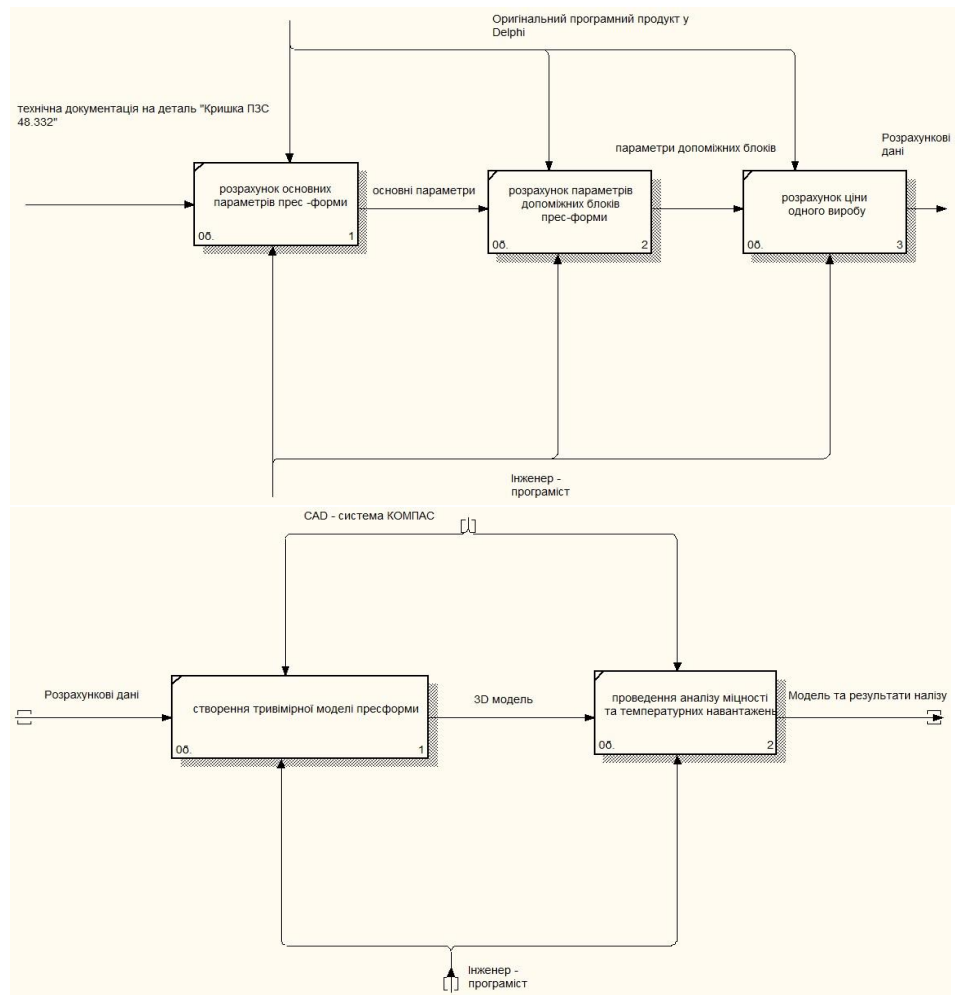 Оригінальний програмний продукт у
Delphi
технічна документація на деталь "Кришка ПЗС
48.332"
розрахунок основних
параметрів прес -форми
0б.
1
основні параметри
розрахунок параметрів
допоміжних блоків
прес-форми
0б.
2
параметри допоміжних блоків
розрахунок ціни
одного виробу
0б.
3
Розрахункові
дані
Інженер -
програміст
CAD - система КОМПАС
Розрахункові дані
створення тривімірної моделі пресформи
0б.
1
3D модель
проведення аналізу міцності
та температурних навантажень
0б.
2
Модель та результати налізу
Інженер -
програміст